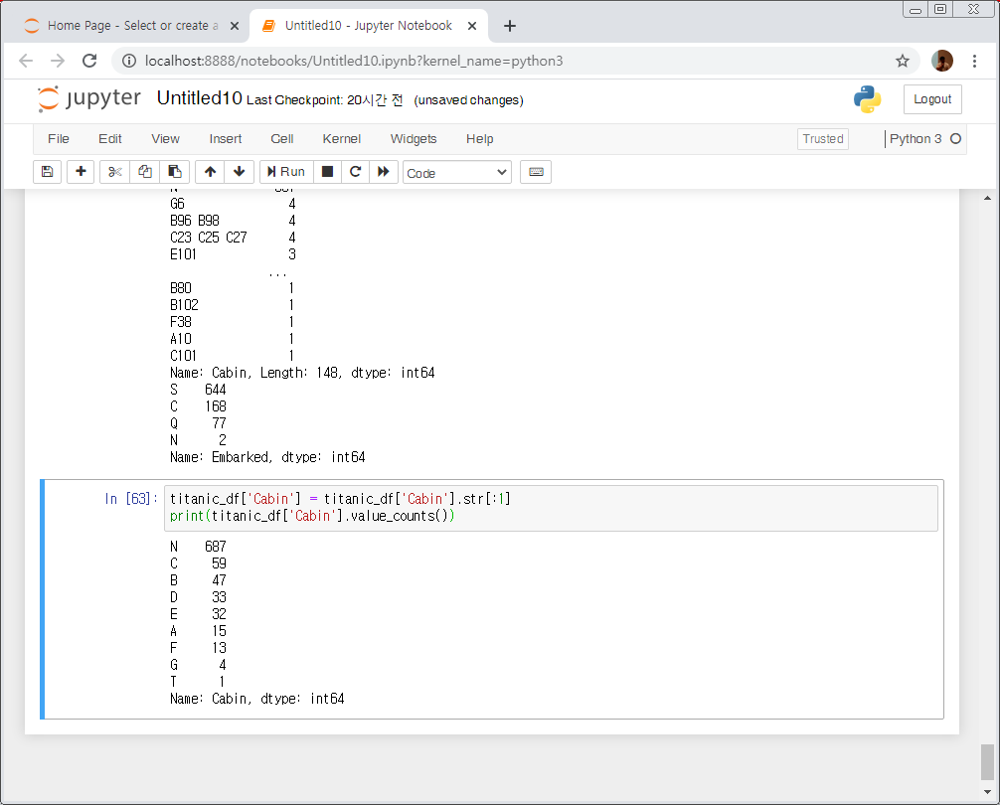 Home Page - Select or create a
Untitled10 - Jupyter Notebook
localhost:8888/notebooks/Untitled10.ipynb?kernel_name=python3
jupyter Untitled10 Last Checkpoint: 20시간 전 (unsaved changes)
Logout
File Edit View Insert Cell Kernel Widgets Help
Trusted
Python 3
Run
Code
G6 4
B96 B98 4
C23 C25 C27 4
E101 3
...
B80 1
B102 1
F38 1
A10 1
C101 1
Name: Cabin, Length: 148, dtype: int64
S 644
C 168
Q 77
N 2
Name: Embarked, dtype: int64
In [63]:
titanic_df['Cabin'] = titanic_df['Cabin'].str[:1]
print(titanic_df['Cabin'].value_counts())
N 687
C 59
B 47
D 33
E 32
A 15
F 13
G 4
T 1
Name: Cabin, dtype: int64